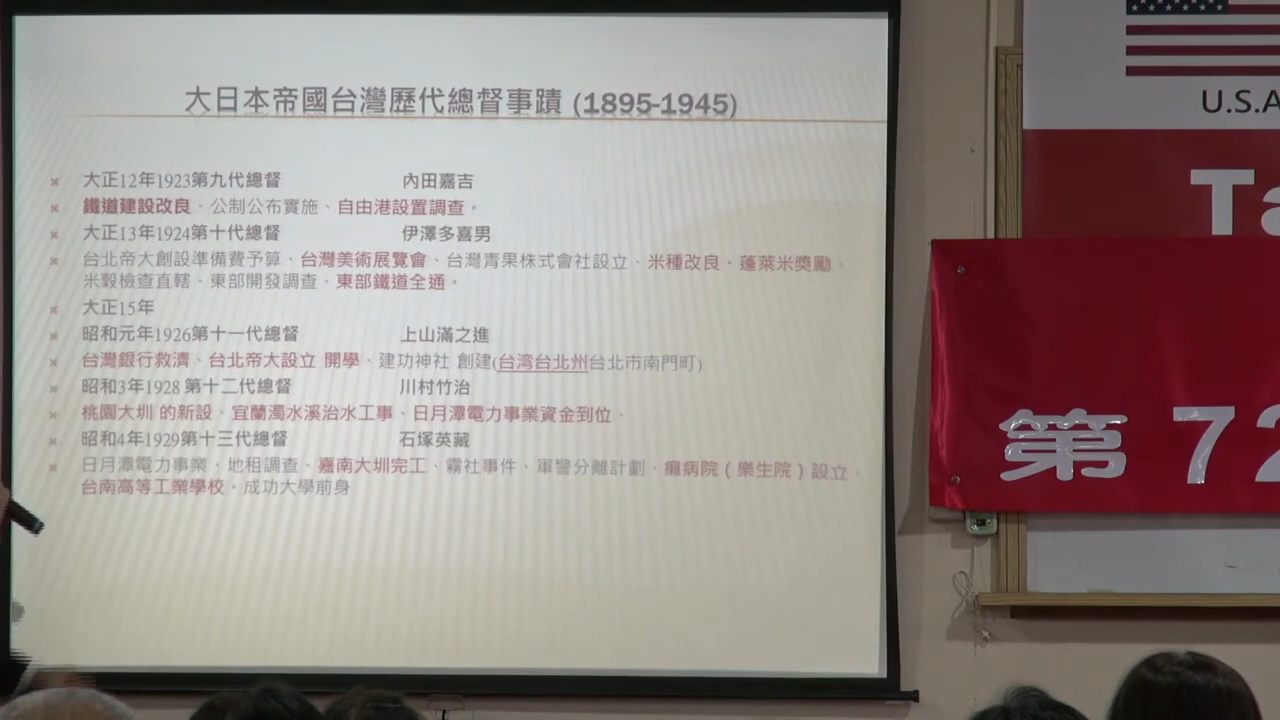 大日本帝國台灣歷代總督事蹟 (1895-1945)
大正12年1923第九代總督 內田嘉吉
鐵道建設改良、公制公布實施、自由港設置調查。
大正13年1924第十代總督 伊澤多喜男
台北帝大創設準備費予算、台灣美術展覽會、台灣青果株式會社設立、米種改良、蓬萊米獎勵、
米穀檢查直轄、東部開發調查、東部鐵道全通。
大正15年
昭和元年1926第十一代總督 上山滿之進
台灣銀行救濟、台北帝大設立 開學、建功神社 創建(台湾台北州台北市南門町)
昭和3年1928 第十二代總督 川村竹治
桃園大圳 的新設、宜蘭濁水溪治水工事、日月潭電力事業資金到位、
昭和4年1929第十三代總督 石塚英藏
日月潭電力事業、地租調查、嘉南大圳完工、霧社事件、軍警分離計劃、癩病院（樂生院）設立、
台南高等工業學校。成功大學前身
U.S.A
Ta
第 72